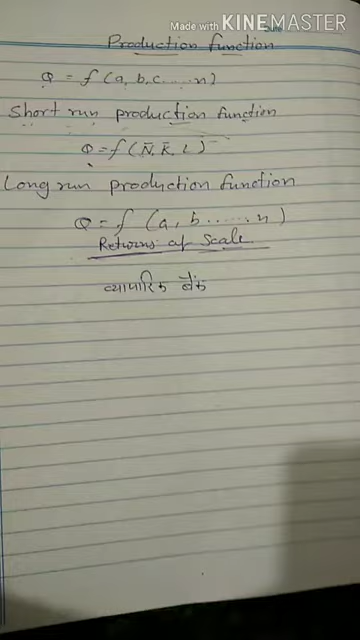 Made with KINEMASTER
Production function
Q = f (a, b, c.....n)
Short run production function
Q = f (N̅, K̅, L)
Long run production function
Q = f (a, b ...... n)
Returns of Scale
व्यापारिक बैंक